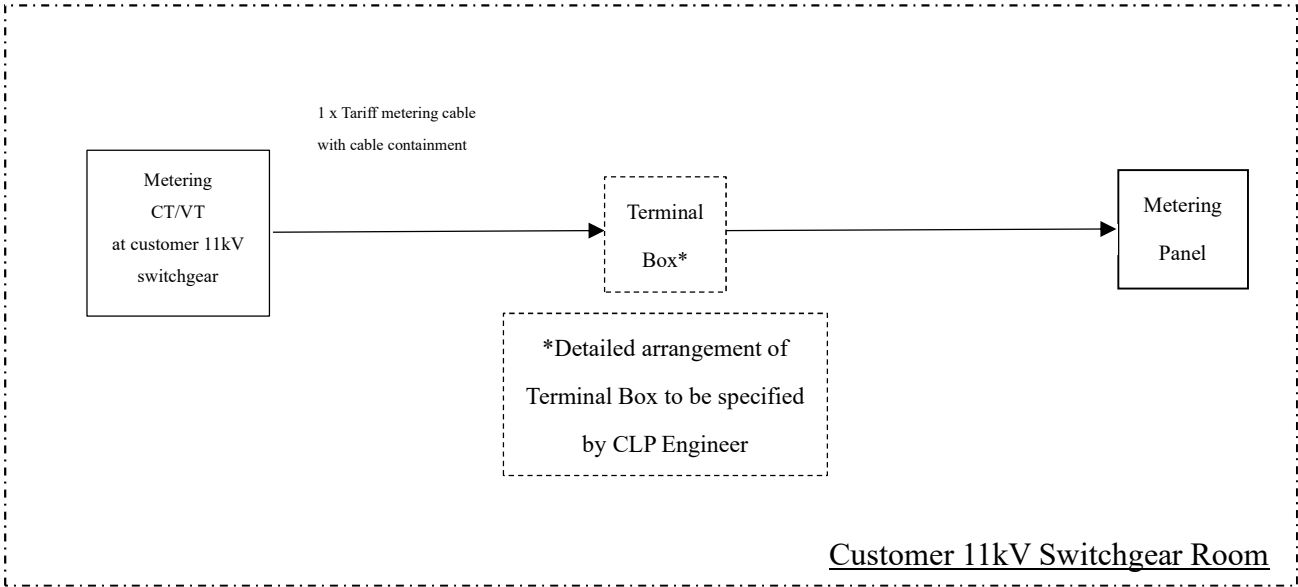 1 x Tariff metering cable
with cable containment
Metering
CT/VT
at customer 11kV
switchgear
Terminal
Box*
Metering
Panel
*Detailed arrangement of
Terminal Box to be specified
by CLP Engineer
Customer 11kV Switchgear Room